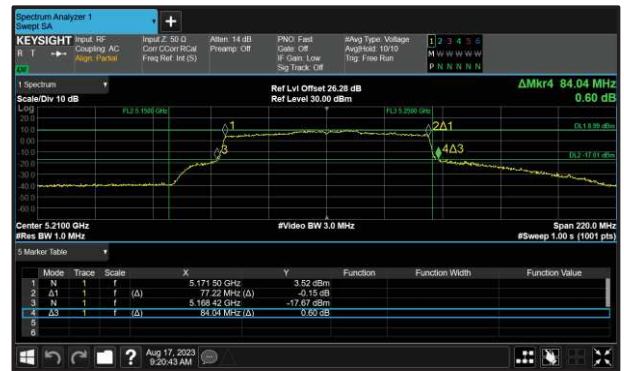 Spectrum Analyzer 1
Swept SA
KEYSIGHT Input: RF Input Z: 50 Ω Atten: 14 dB PNO: Fast #Avg Type: Voltage 1 2 3 4 5 6
R T Coupling: AC Corr CCorr RCal Preamp: Off Gate: Off Avg|Hold: 10/10 M W W W W W
Align: Partial Freq Ref: Int (S) IF Gain: Low Trig: Free Run
Sig Track: Off P N N N N N
1 Spectrum
Ref Lvl Offset 26.28 dB ΔMkr4 84.04 MHz
Scale/Div 10 dB Ref Level 30.00 dBm 0.60 dB
Log
FL2 5.1500 GHz FL3 5.2500 GHz
20.0
10.0 1 2Δ1 DL1 8.99 dBm
0.00
-10.0 3 4Δ3 DL2 -17.01 dBm
-20.0
-30.0
-40.0
-50.0
-60.0
Center 5.2100 GHz #Video BW 3.0 MHz Span 220.0 MHz
#Res BW 1.0 MHz #Sweep 1.00 s (1001 pts)
5 Marker Table
Mode Trace Scale X Y Function Function Width Function Value
1 N 1 f 5.171 50 GHz 3.52 dBm
2 Δ1 1 f (Δ) 77.22 MHz (Δ) -0.15 dB
3 N 1 f 5.168 42 GHz -17.67 dBm
4 Δ3 1 f (Δ) 84.04 MHz (Δ) 0.60 dB
5
6
? Aug 17, 2023
9:20:43 AM